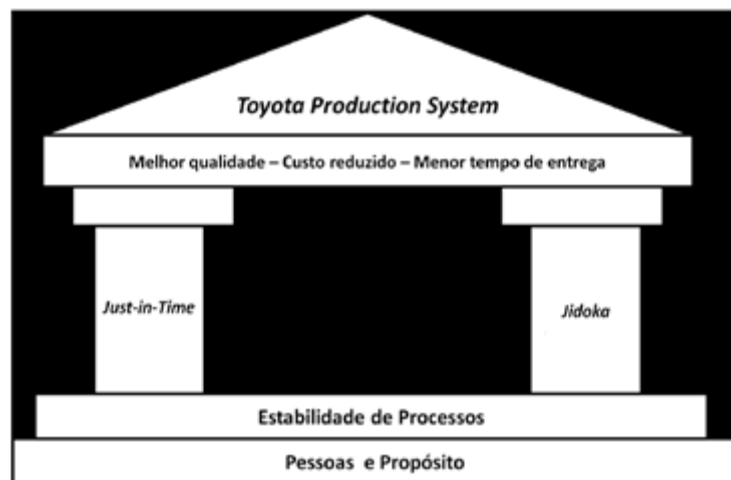 Toyota Production System
Melhor qualidade – Custo reduzido – Menor tempo de entrega
Just-in-Time
Jidoka
Estabilidade de Processos
Pessoas e Propósito